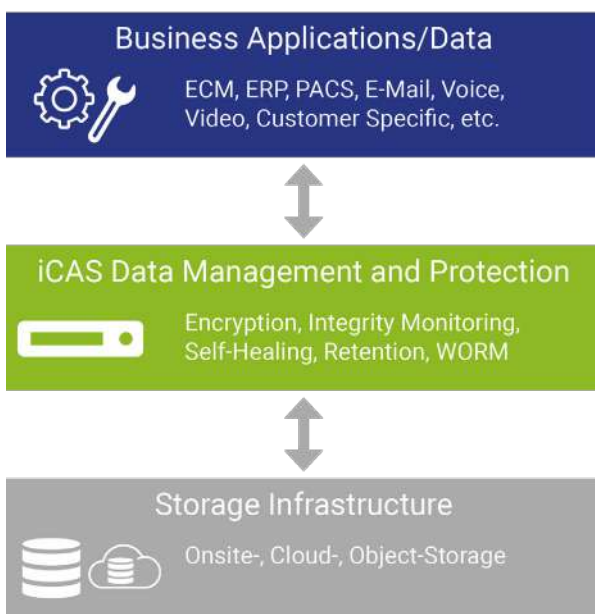 Business Applications/Data
ECM, ERP, PACS, E-Mail, Voice,
Video, Customer Specific, etc.
iCAS Data Management and Protection
Encryption, Integrity Monitoring,
Self-Healing, Retention, WORM
Storage Infrastructure
Onsite-, Cloud-, Object-Storage